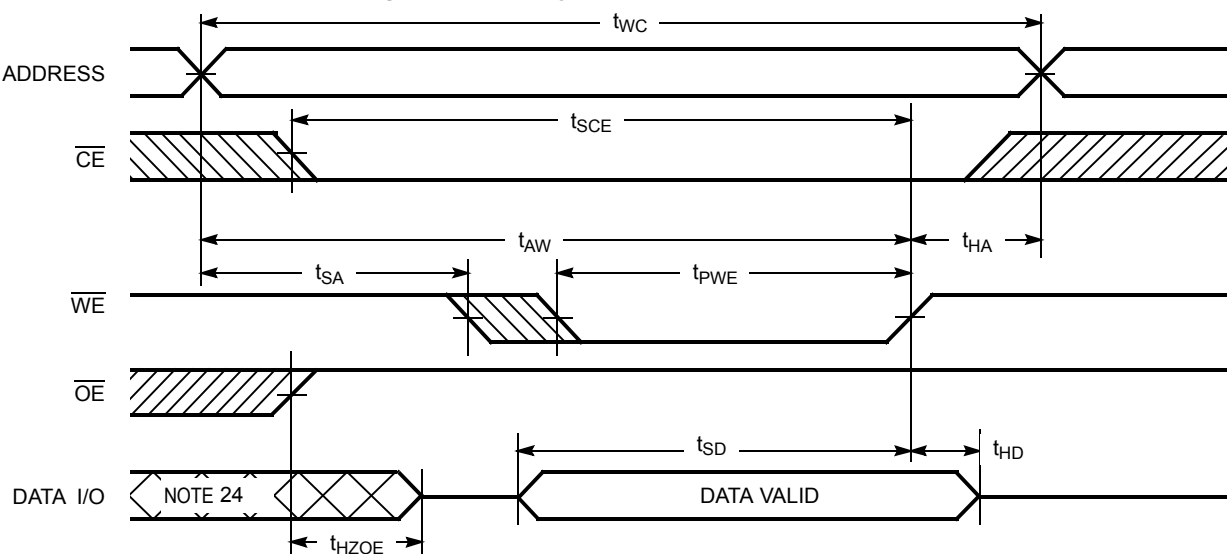 tWC
ADDRESS
tSCE
CE
tAW
tHA
tSA
tPWE
WE
OE
tSD
tHD
DATA I/O
NOTE 24
DATA VALID
tHZOE